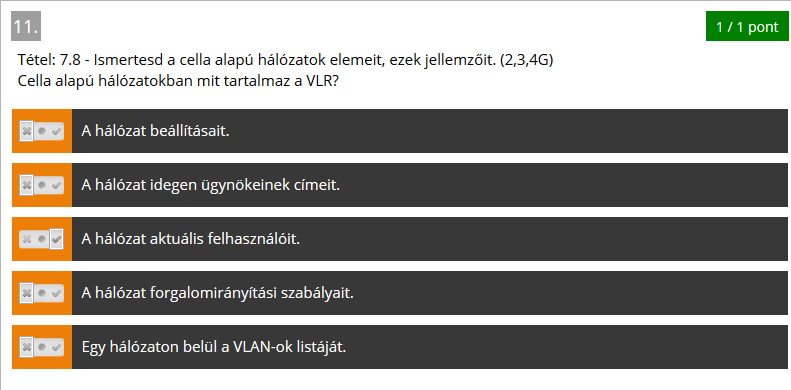 11.
1 / 1 pont
Tétel: 7.8 - Ismertesd a cella alapú hálózatok elemeit, ezek jellemzőit. (2,3,4G)
Cella alapú hálózatokban mit tartalmaz a VLR?
A hálózat beállításait.
A hálózat idegen ügynökeinek címeit.
A hálózat aktuális felhasználóit.
A hálózat forgalomirányítási szabályait.
Egy hálózaton belül a VLAN-ok listáját.